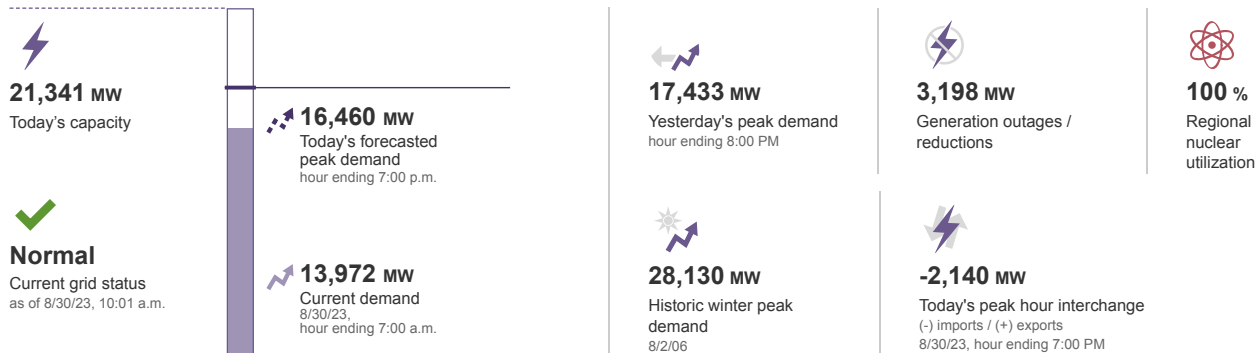 21,341 MW
Today's capacity
Normal
Current grid status
as of 8/30/23, 10:01 a.m.
16,460 MW
Today's forecasted
peak demand
hour ending 7:00 p.m.
13,972 MW
Current demand
8/30/23,
hour ending 7:00 a.m.
17,433 MW
Yesterday's peak demand
hour ending 8:00 PM
3,198 MW
Generation outages /
reductions
100 %
Regional
nuclear
utilization
28,130 MW
Historic winter peak
demand
8/2/06
-2,140 MW
Today's peak hour interchange
(-) imports / (+) exports
8/30/23, hour ending 7:00 PM